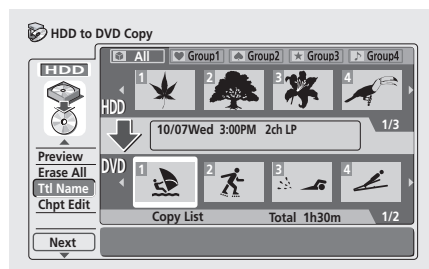 HDD to DVD Copy
All Group1 Group2 Group3 Group4
HDD
1 2 3 4
HDD
10/07Wed 3:00PM 2ch LP
1/3
Preview
Erase All
Ttl Name
Chpt Edit
DVD
1 2 3 4
Copy List Total 1h30m 1/2
Next